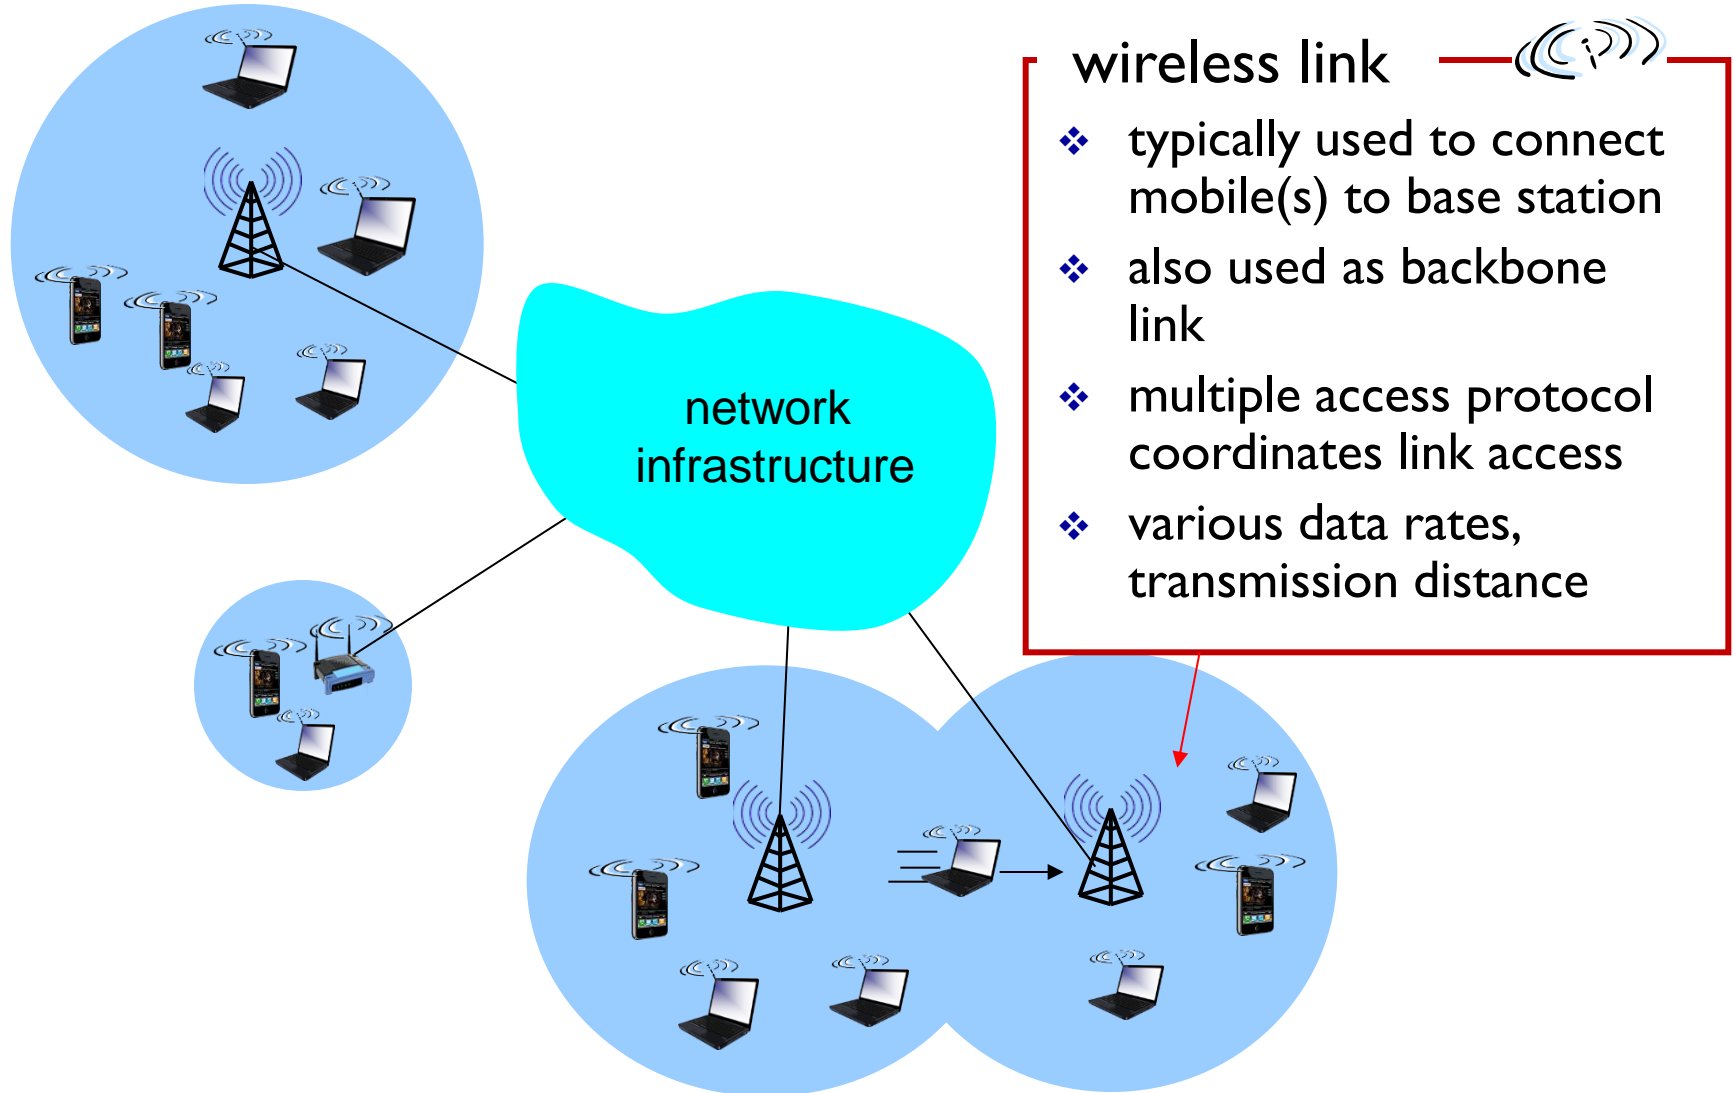 wireless link
typically used to connect
mobile(s) to base station
also used as backbone
link
multiple access protocol
coordinates link access
various data rates,
transmission distance
network
infrastructure